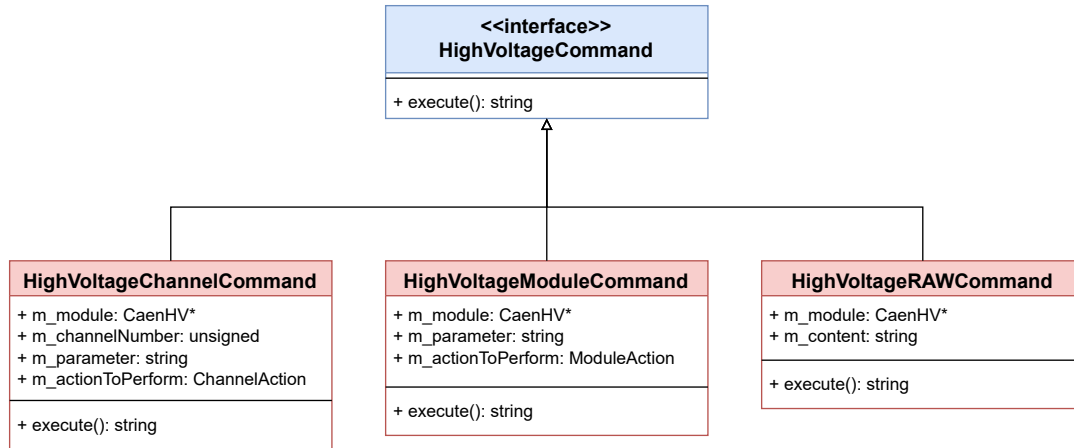 <<interface>>
HighVoltageCommand
+ execute(): string
HighVoltageChannelCommand
+ m_module: CaenHV*
+ m_channelNumber: unsigned
+ m_parameter: string
+ m_actionToPerform: ChannelAction
+ execute(): string
HighVoltageModuleCommand
+ m_module: CaenHV*
+ m_parameter: string
+ m_actionToPerform: ModuleAction
+ execute(): string
HighVoltageRAWCommand
+ m_module: CaenHV*
+ m_content: string
+ execute(): string